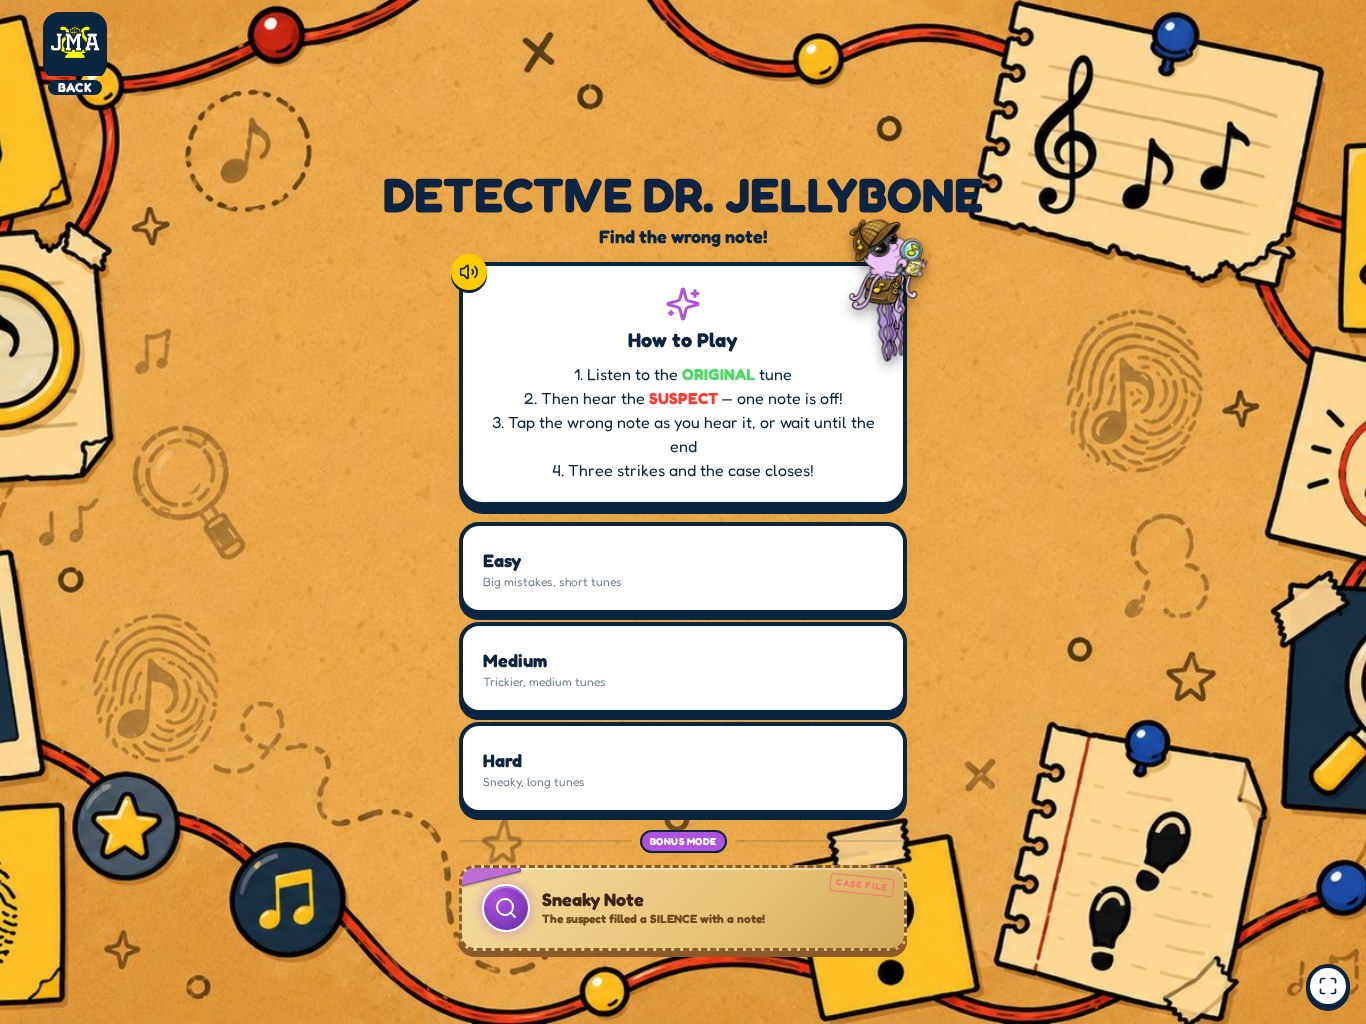 JMA
BACK
DETECTIVE DR. JELLYBONE
Find the wrong note!
How to Play
1. Listen to the ORIGINAL tune
2. Then hear the SUSPECT – one note is off!
3. Tap the wrong note as you hear it, or wait until the
end
4. Three strikes and the case closes!
Easy
Big mistakes, short tunes
Medium
Trickier, medium tunes
Hard
Sneaky, long tunes
BONUS MODE
CASE FILE
Sneaky Note
The suspect filled a SILENCE with a note!